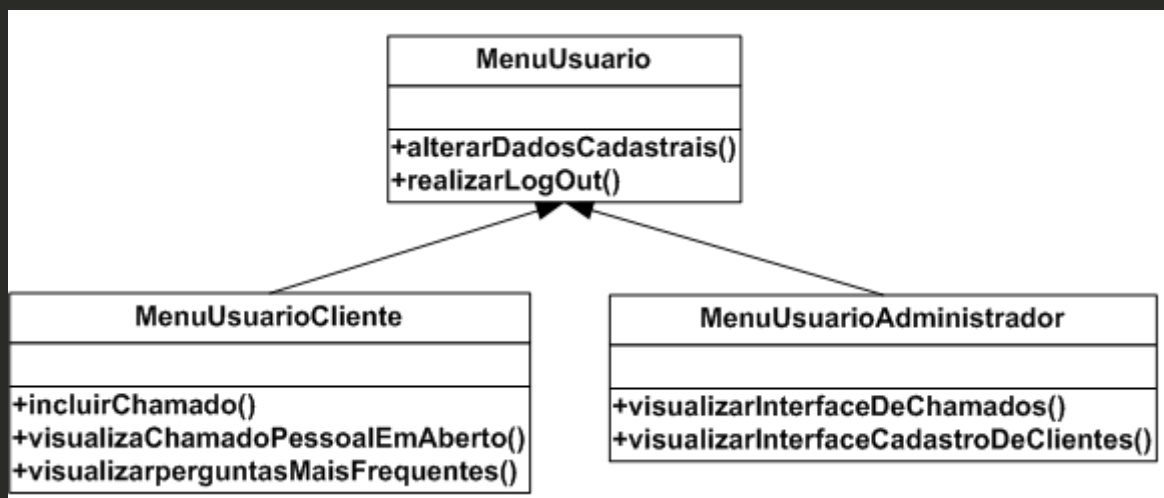 MenuUsuario
+alterarDadosCadastrais()
+realizarLogOut()
MenuUsuarioCliente
+incluirChamado()
+visualizaChamadoPessoalEmAberto()
+visualizarperguntasMaisFrequentes()
MenuUsuarioAdministrador
+visualizarInterfaceDeChamados()
+visualizarInterfaceCadastroDeClientes()